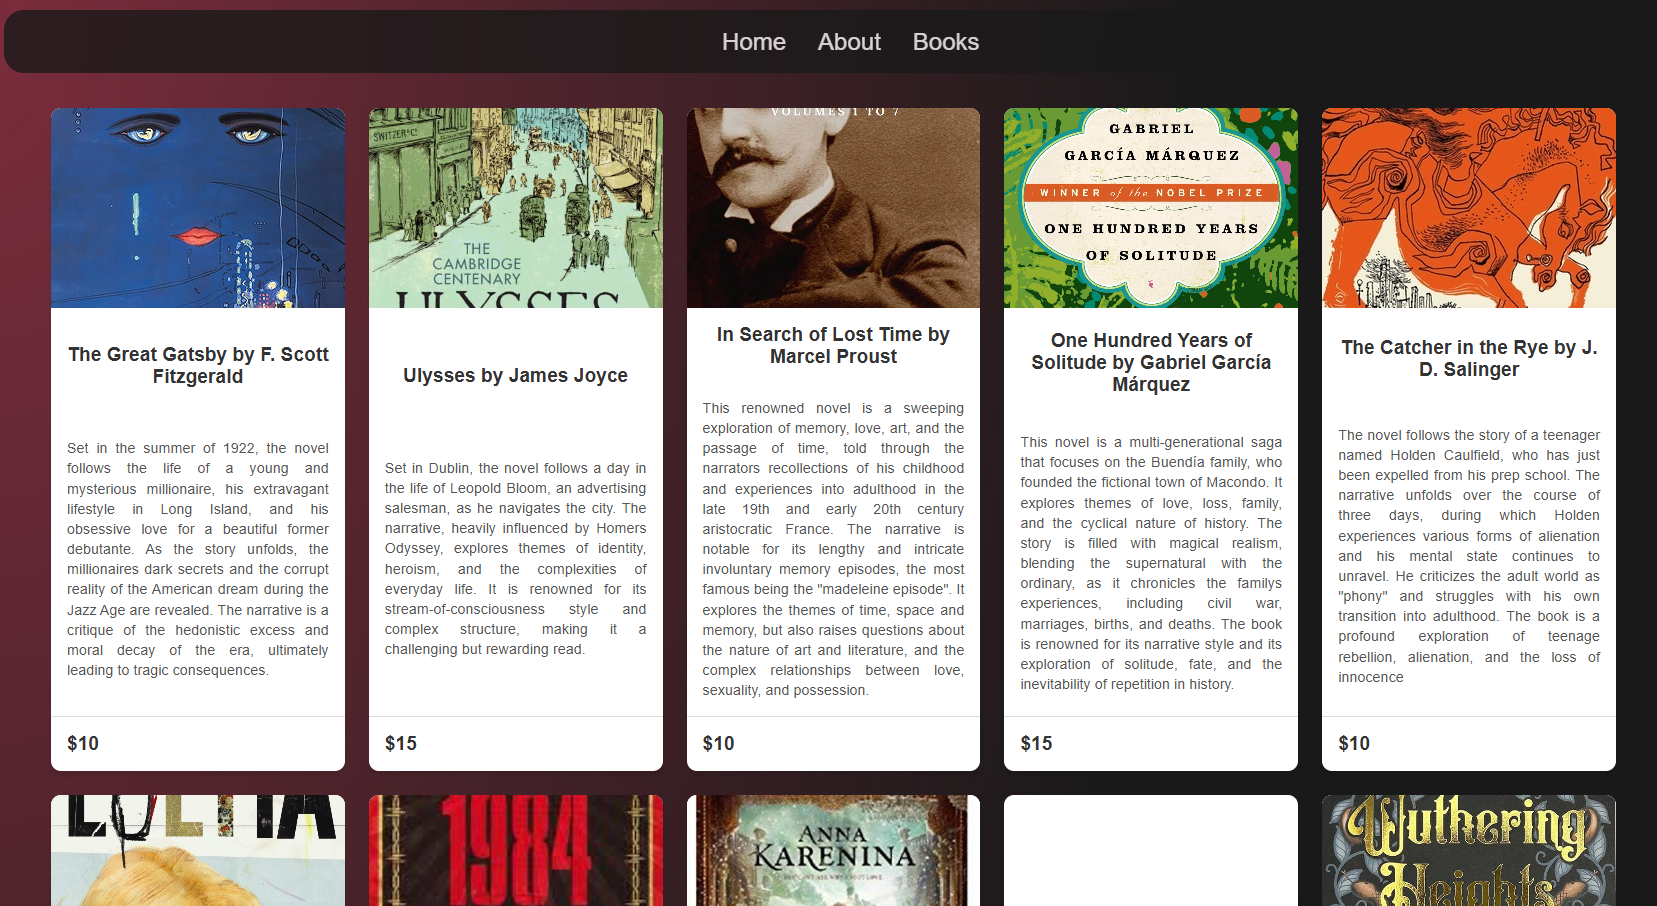 Home About Books
SWITZER & Co
THE
CAMBRIDGE
CENTENARY
ULYSSES
VOLUMES 1 TO 7
GABRIEL
GARCÍA MÁRQUEZ
WINNER of the NOBEL PRIZE
ONE HUNDRED YEARS
OF SOLITUDE
The Great Gatsby by F. Scott
Fitzgerald
Set in the summer of 1922, the novel
follows the life of a young and
mysterious millionaire, his extravagant
lifestyle in Long Island, and his
obsessive love for a beautiful former
debutante. As the story unfolds, the
millionaires dark secrets and the corrupt
reality of the American dream during the
Jazz Age are revealed. The narrative is a
critique of the hedonistic excess and
moral decay of the era, ultimately
leading to tragic consequences.
$10
Ulysses by James Joyce
Set in Dublin, the novel follows a day in
the life of Leopold Bloom, an advertising
salesman, as he navigates the city. The
narrative, heavily influenced by Homers
Odyssey, explores themes of identity,
heroism, and the complexities of
everyday life. It is renowned for its
stream-of-consciousness style and
complex structure, making it a
challenging but rewarding read.
$15
In Search of Lost Time by
Marcel Proust
This renowned novel is a sweeping
exploration of memory, love, art, and the
passage of time, told through the
narrators recollections of his childhood
and experiences into adulthood in the
late 19th and early 20th century
aristocratic France. The narrative is
notable for its lengthy and intricate
involuntary memory episodes, the most
famous being the "madeleine episode". It
explores the themes of time, space and
memory, but also raises questions about
the nature of art and literature, and the
complex relationships between love,
sexuality, and possession.
$10
One Hundred Years of
Solitude by Gabriel García
Márquez
This novel is a multi-generational saga
that focuses on the Buendía family, who
founded the fictional town of Macondo. It
explores themes of love, loss, family,
and the cyclical nature of history. The
story is filled with magical realism,
blending the supernatural with the
ordinary, as it chronicles the familys
experiences, including civil war,
marriages, births, and deaths. The book
is renowned for its narrative style and its
exploration of solitude, fate, and the
inevitability of repetition in history.
$15
The Catcher in the Rye by J.
D. Salinger
The novel follows the story of a teenager
named Holden Caulfield, who has just
been expelled from his prep school. The
narrative unfolds over the course of
three days, during which Holden
experiences various forms of alienation
and his mental state continues to
unravel. He criticizes the adult world as
"phony" and struggles with his own
transition into adulthood. The book is a
profound exploration of teenage
rebellion, alienation, and the loss of
innocence
$10
LOLITA
1984
ANNA
KARENINA
Wuthering
Heights